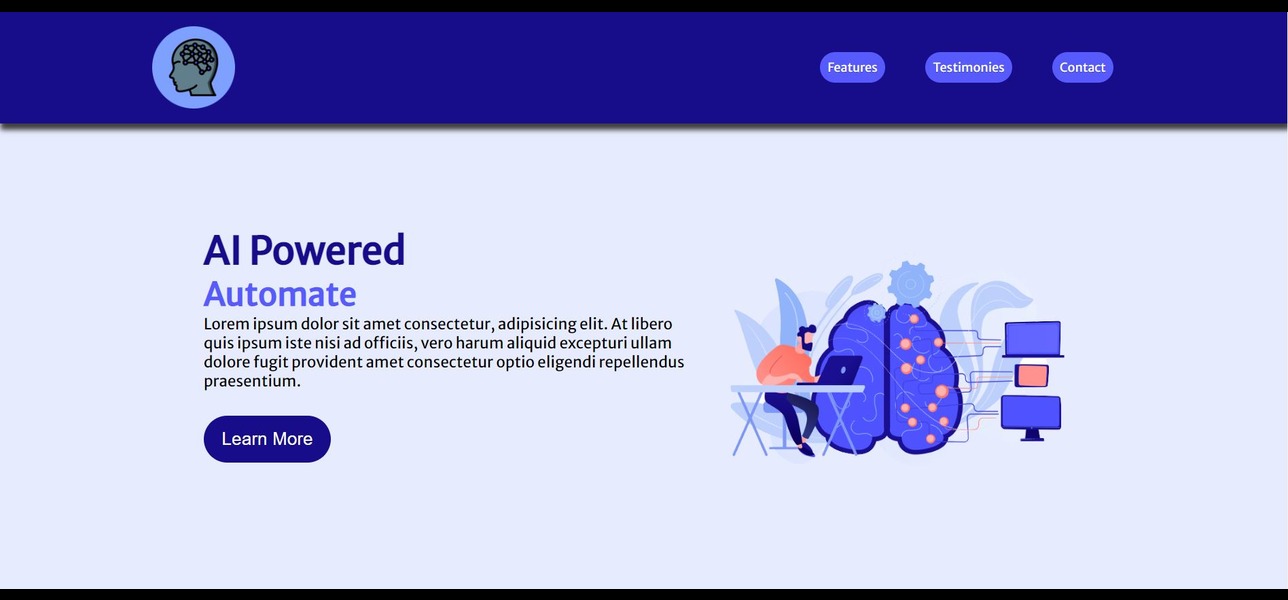 Features
Testimonies
Contact
AI Powered
Automate
Lorem ipsum dolor sit amet consectetur, adipisicing elit. At libero
quis ipsum iste nisi ad officiis, vero harum aliquid excepturi ullam
dolore fugit provident amet consectetur optio eligendi repellendus
praesentium.
Learn More